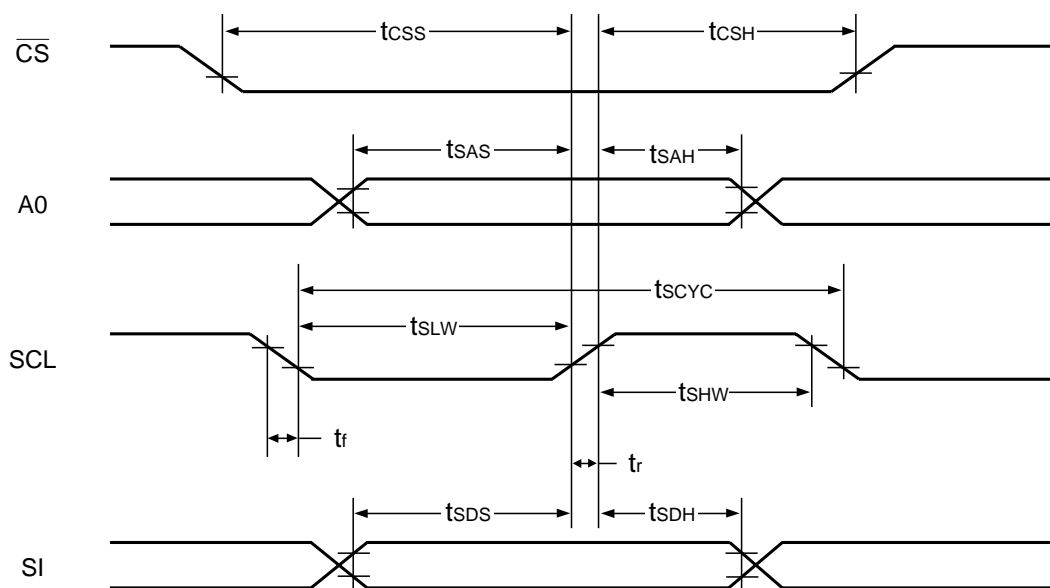 tCSS
tCSH
CS
tSAS
tSAH
A0
tSCYC
tSLW
SCL
tSHW
tf
tr
tSDS
tSDH
SI